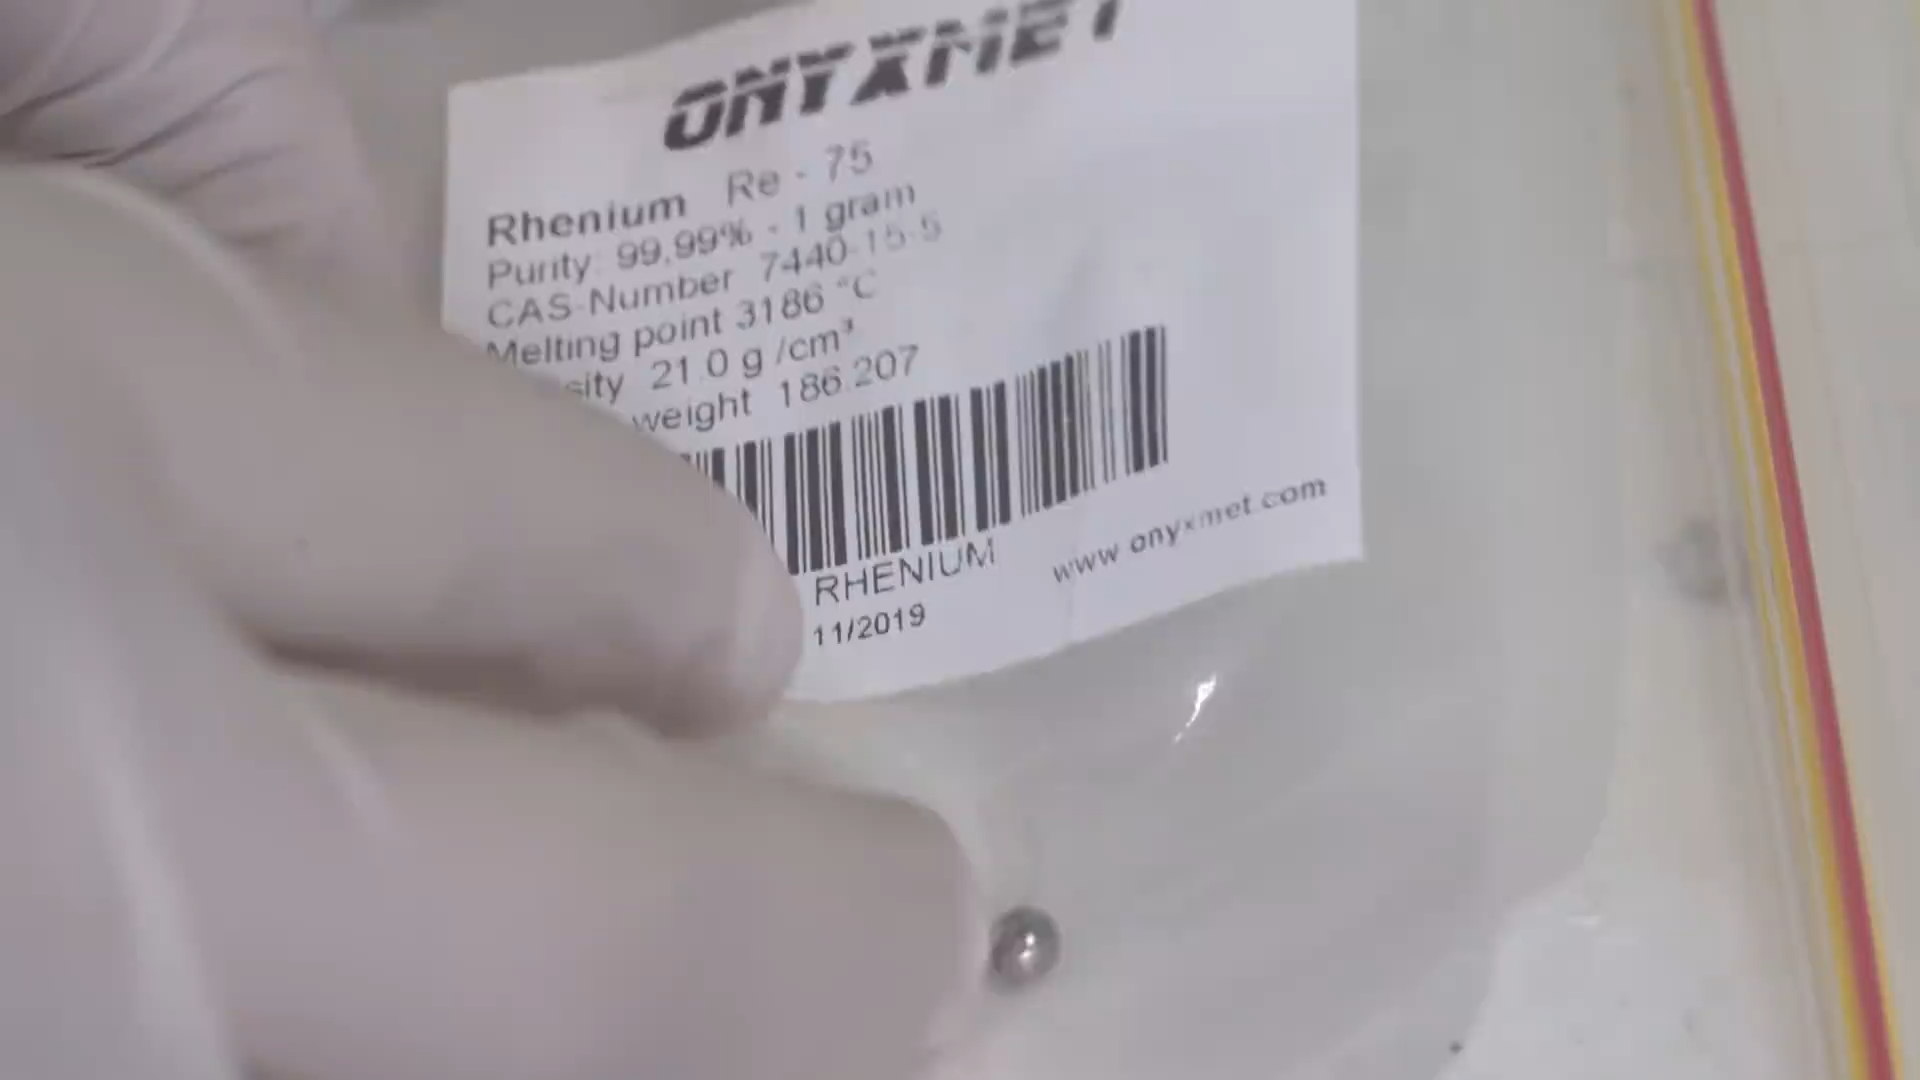 ONYXMET
Rhenium Re - 75
Purity: 99,99% - 1 gram
CAS-Number 7440-15-5
Melting point 3186 °C
sity 21.0 g /cm³
weight 186.207
RHENIUM
www.onyxmet.com
11/2019